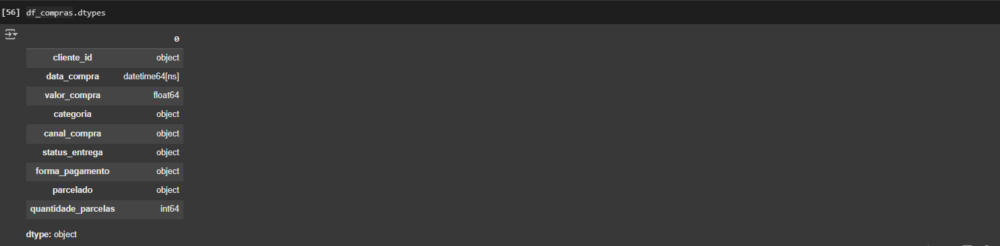 [56] df_compras.dtypes
0
cliente_id object
data_compra datetime64[ns]
valor_compra float64
categoria object
canal_compra object
status_entrega object
forma_pagamento object
parcelado object
quantidade_parcelas int64
dtype: object